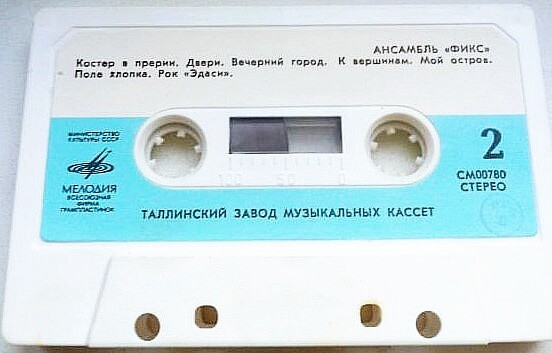 АНСАМБЛЬ «ФИКС»
Костер в прерии. Двери. Вечерний город. К вершинам. Мой остров.
Поле хлопка. Рок «Эдаси».
МИНИСТЕРСТВО
КУЛЬТУРЫ СССР
МЕЛОДИЯ
ВСЕСОЮЗНАЯ
ФИРМА
ГРАМПЛАСТИНОК
100 50 0
2
СМ00780
СТЕРЕО
ТАЛЛИНСКИЙ ЗАВОД МУЗЫКАЛЬНЫХ КАССЕТ